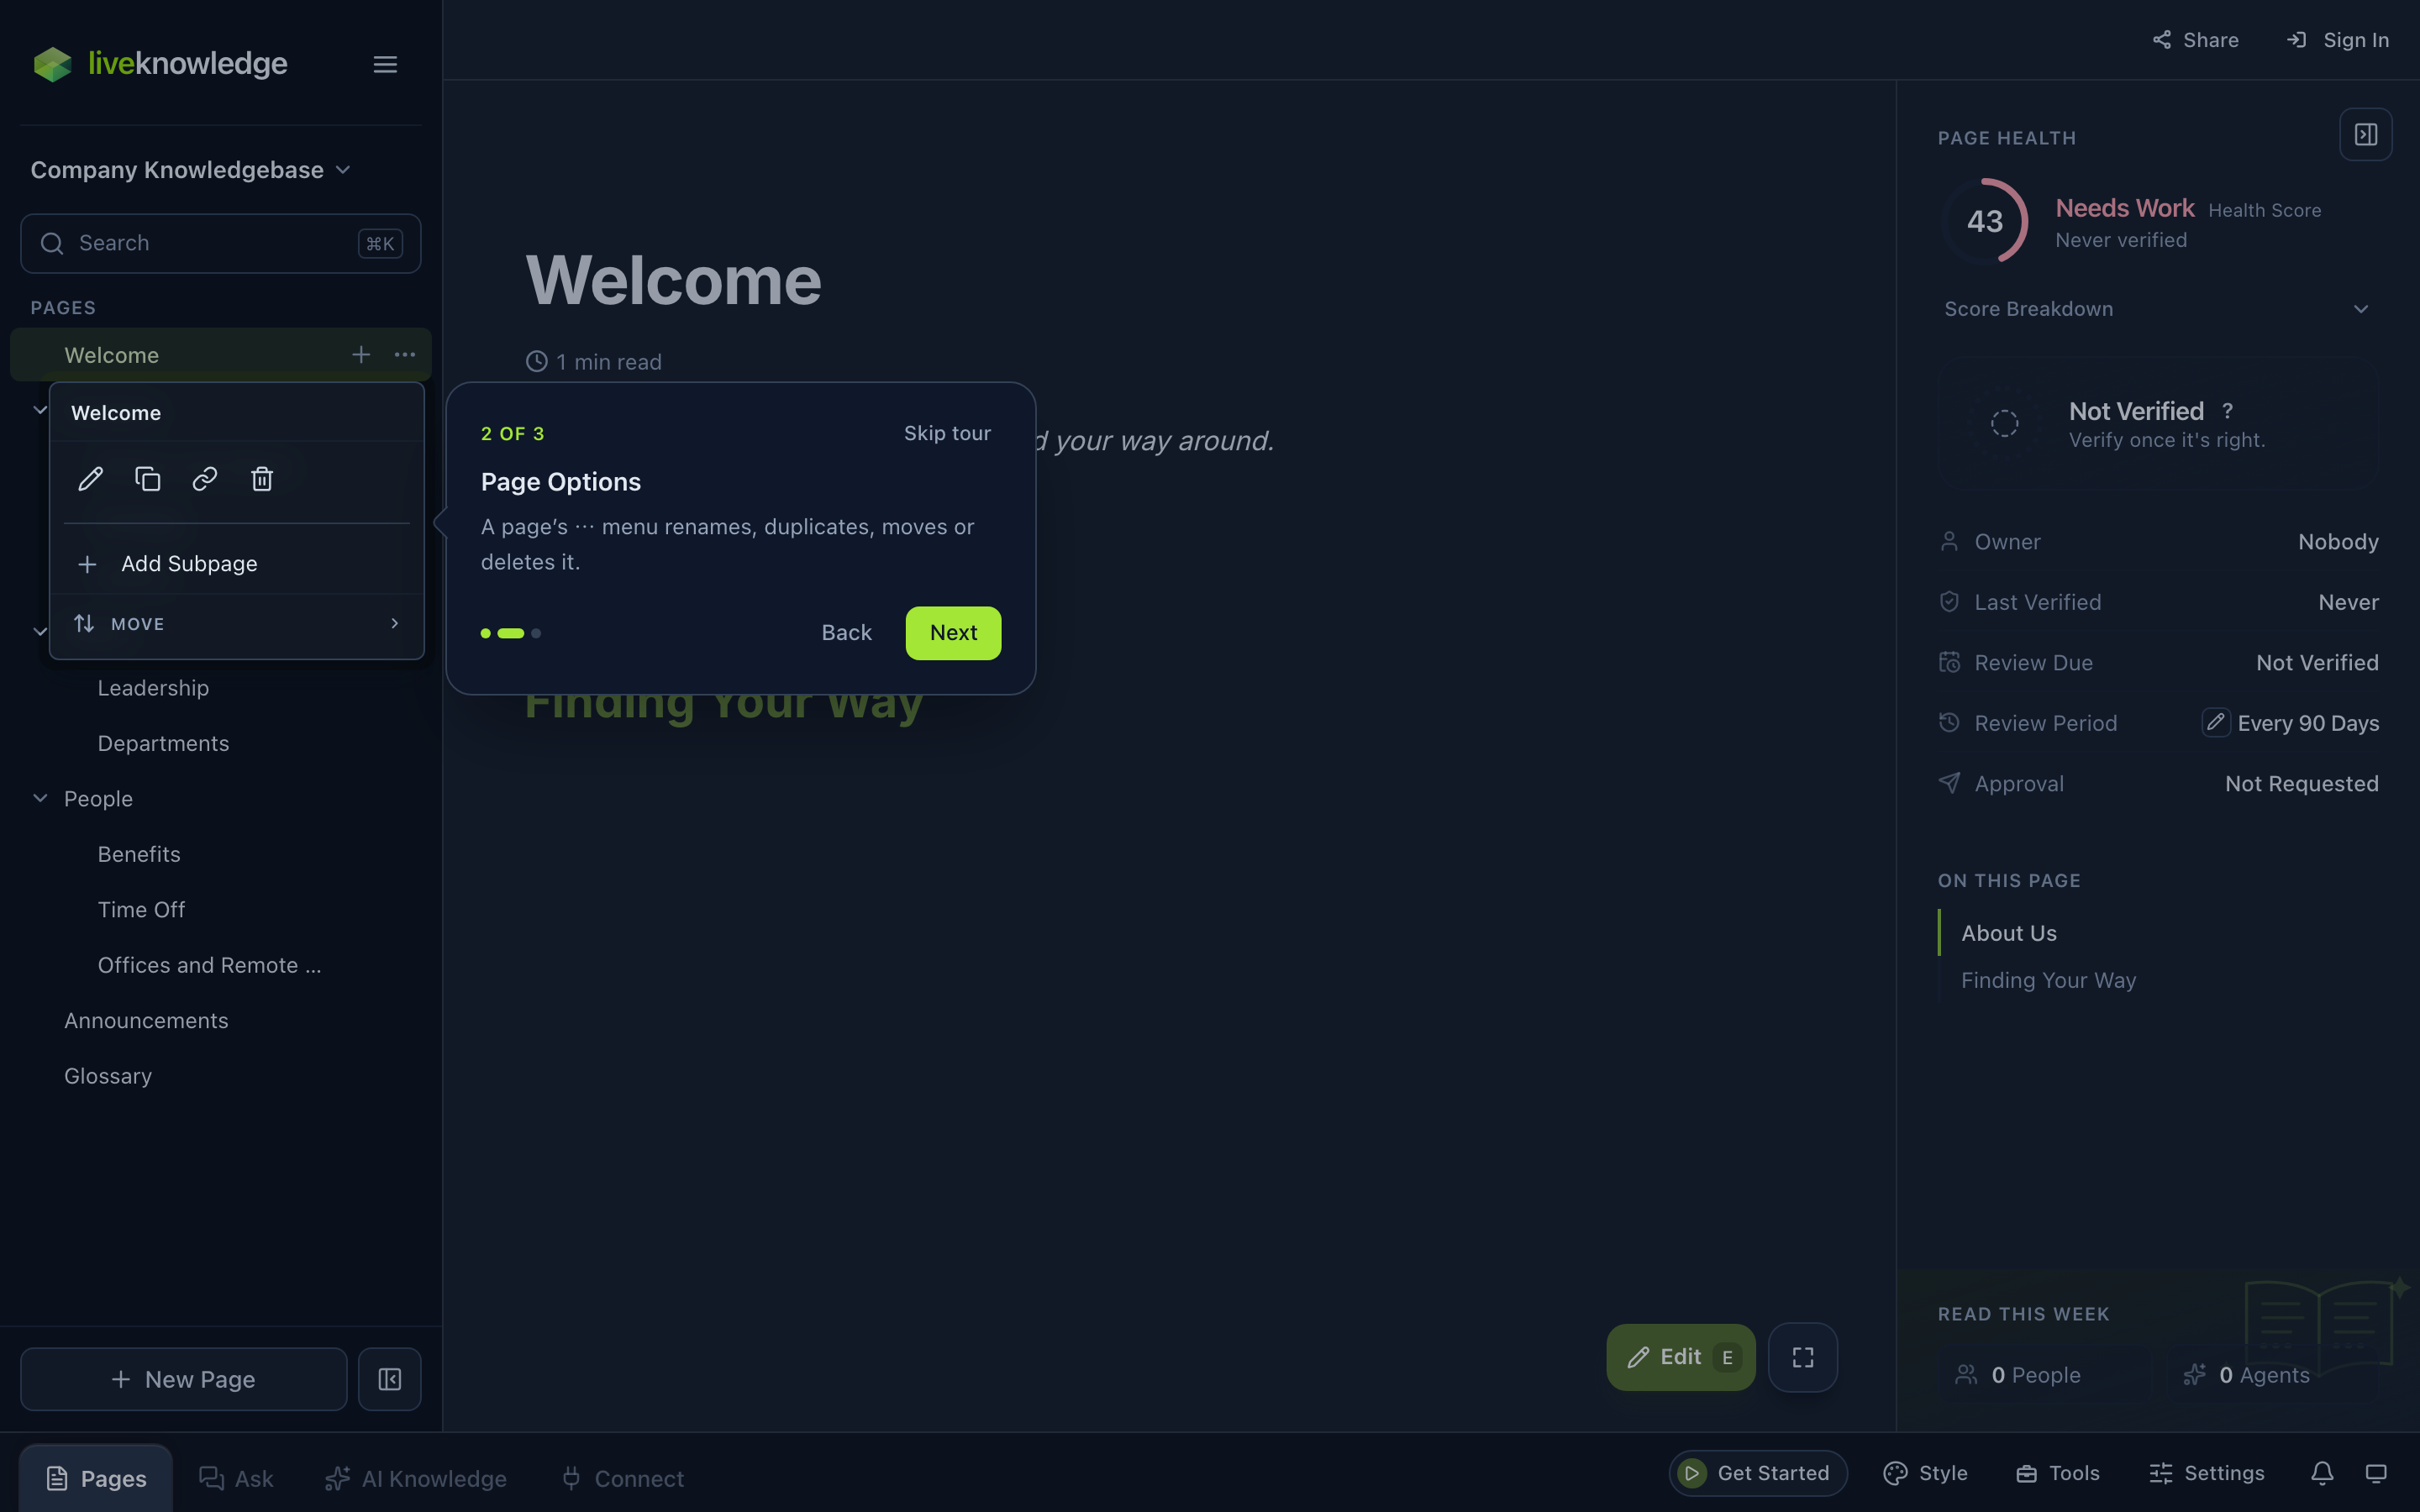 liveknowledge
Share
Sign In
Company Knowledgebase
Search
⌘K
PAGES
Welcome
Welcome
Add Subpage
MOVE
Leadership
Departments
People
Benefits
Time Off
Offices and Remote ...
Announcements
Glossary
New Page
Welcome
1 min read
d your way around.
2 OF 3
Skip tour
Page Options
A page’s ··· menu renames, duplicates, moves or
deletes it.
Back
Next
Finding Your Way
Edit E
PAGE HEALTH
43
Needs Work Health Score
Never verified
Score Breakdown
Not Verified ?
Verify once it's right.
Owner Nobody
Last Verified Never
Review Due Not Verified
Review Period Every 90 Days
Approval Not Requested
ON THIS PAGE
About Us
Finding Your Way
READ THIS WEEK
0 People
0 Agents
Pages
Ask
AI Knowledge
Connect
Get Started
Style
Tools
Settings